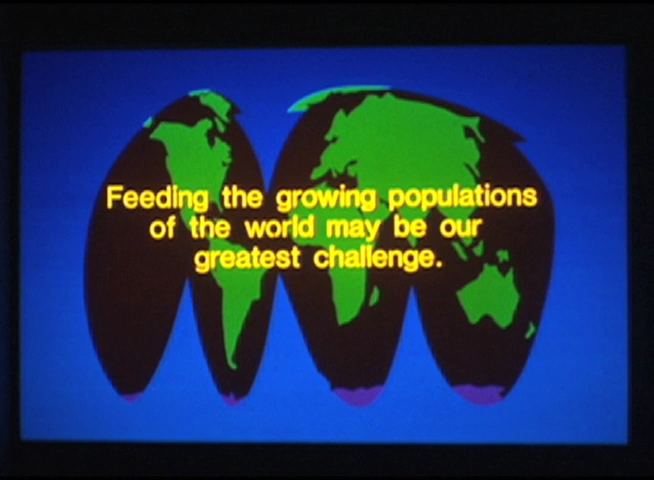 Feeding the growing populations
of the world may be our
greatest challenge.